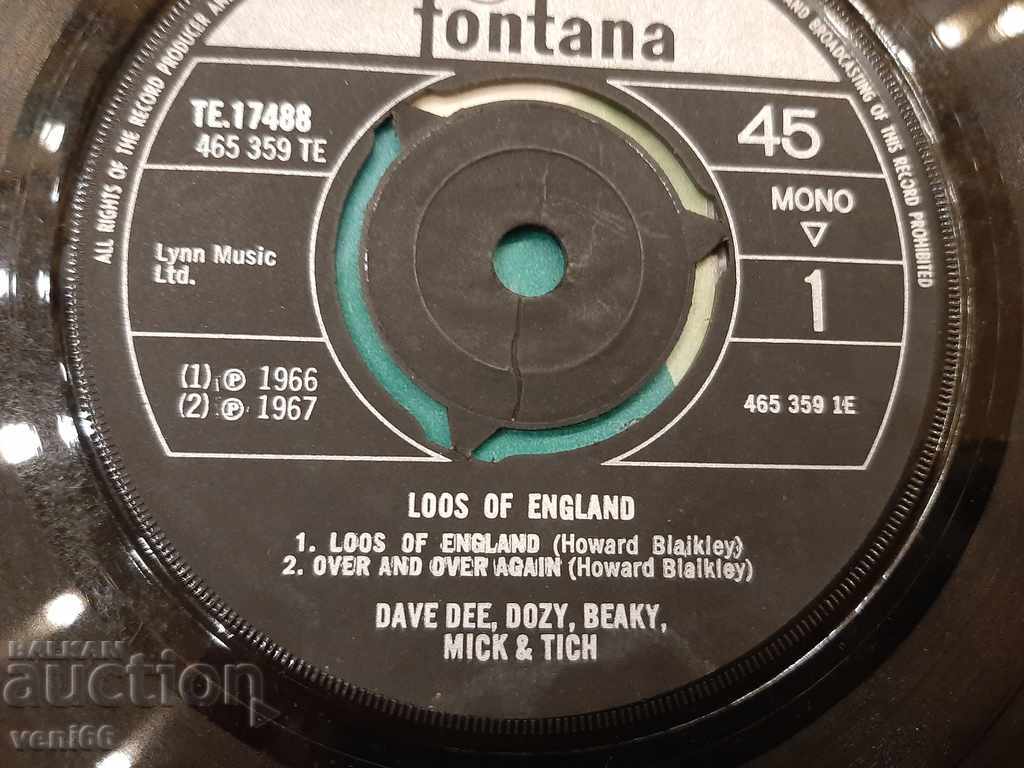 fontana
ALL RIGHTS OF THE RECORD PRODUCER AND
AND BROADCASTING OF THIS RECORD PROHIBITED
TE.17488
465 359 TE
Lynn Music
Ltd.
(1) ℗ 1966
(2) ℗ 1967
45
MONO
▽
1
465 359 1E
LOOS OF ENGLAND
1. LOOS OF ENGLAND (Howard Blaikley)
2. OVER AND OVER AGAIN (Howard Blaikley)
DAVE DEE, DOZY, BEAKY,
MICK & TICH
BALKAN
auction
veni66